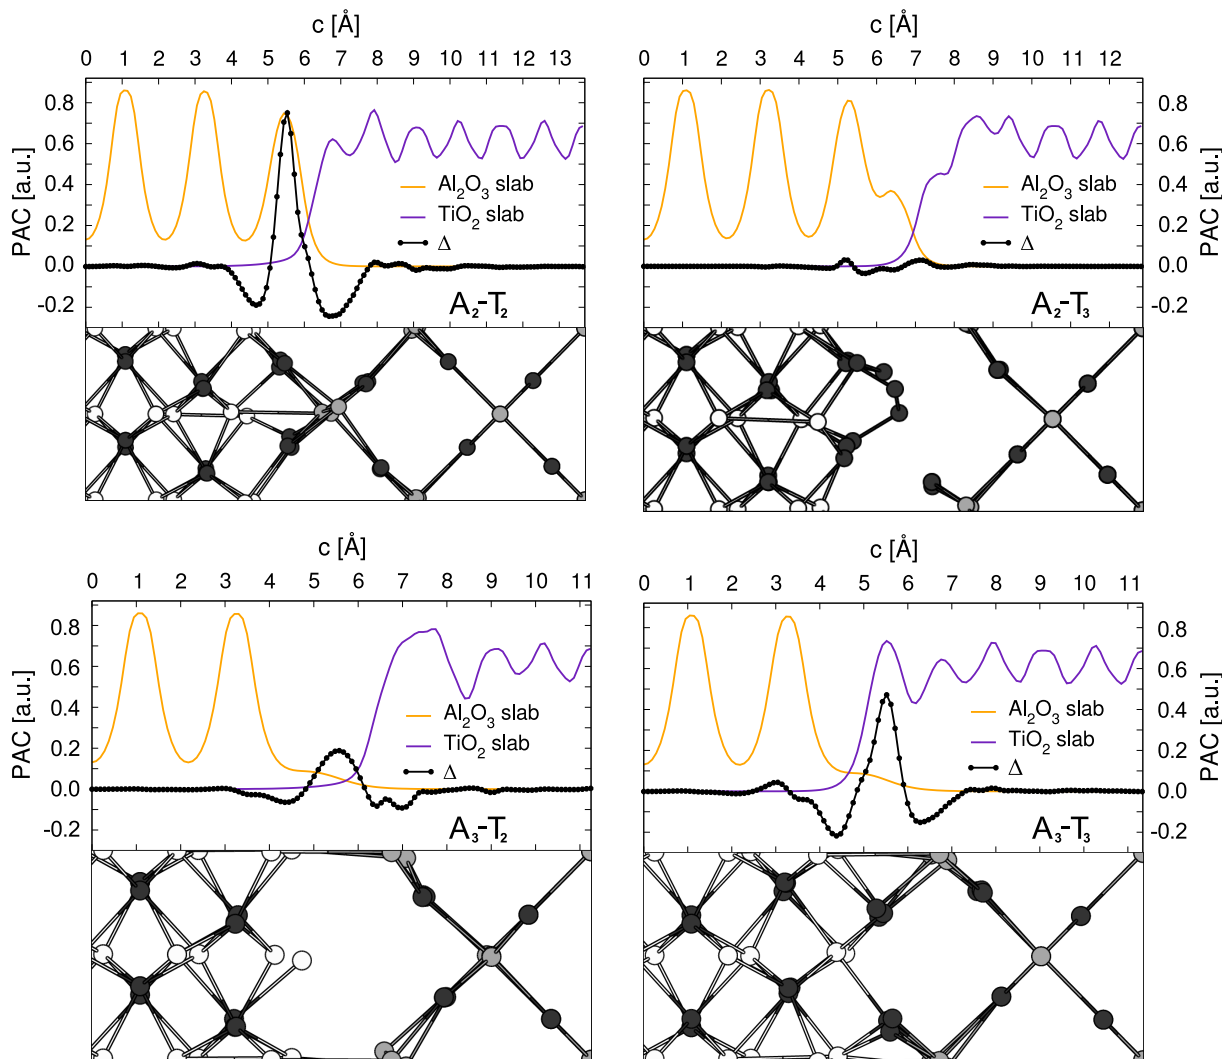 c [Å]
0 1 2 3 4 5 6 7 8 9 10 11 12 13
PAC [a.u.]
0.8
0.6
0.4
0.2
0.0
-0.2
Al₂O₃ slab
TiO₂ slab
Δ
A₂-T₂
c [Å]
0 1 2 3 4 5 6 7 8 9 10 11 12
Al₂O₃ slab
TiO₂ slab
Δ
A₂-T₃
0.8
0.6
0.4
0.2
0.0
-0.2
PAC [a.u.]
c [Å]
0 1 2 3 4 5 6 7 8 9 10 11
PAC [a.u.]
0.8
0.6
0.4
0.2
0.0
-0.2
Al₂O₃ slab
TiO₂ slab
Δ
A₃-T₂
c [Å]
0 1 2 3 4 5 6 7 8 9 10 11
Al₂O₃ slab
TiO₂ slab
Δ
A₃-T₃
0.8
0.6
0.4
0.2
0.0
-0.2
PAC [a.u.]